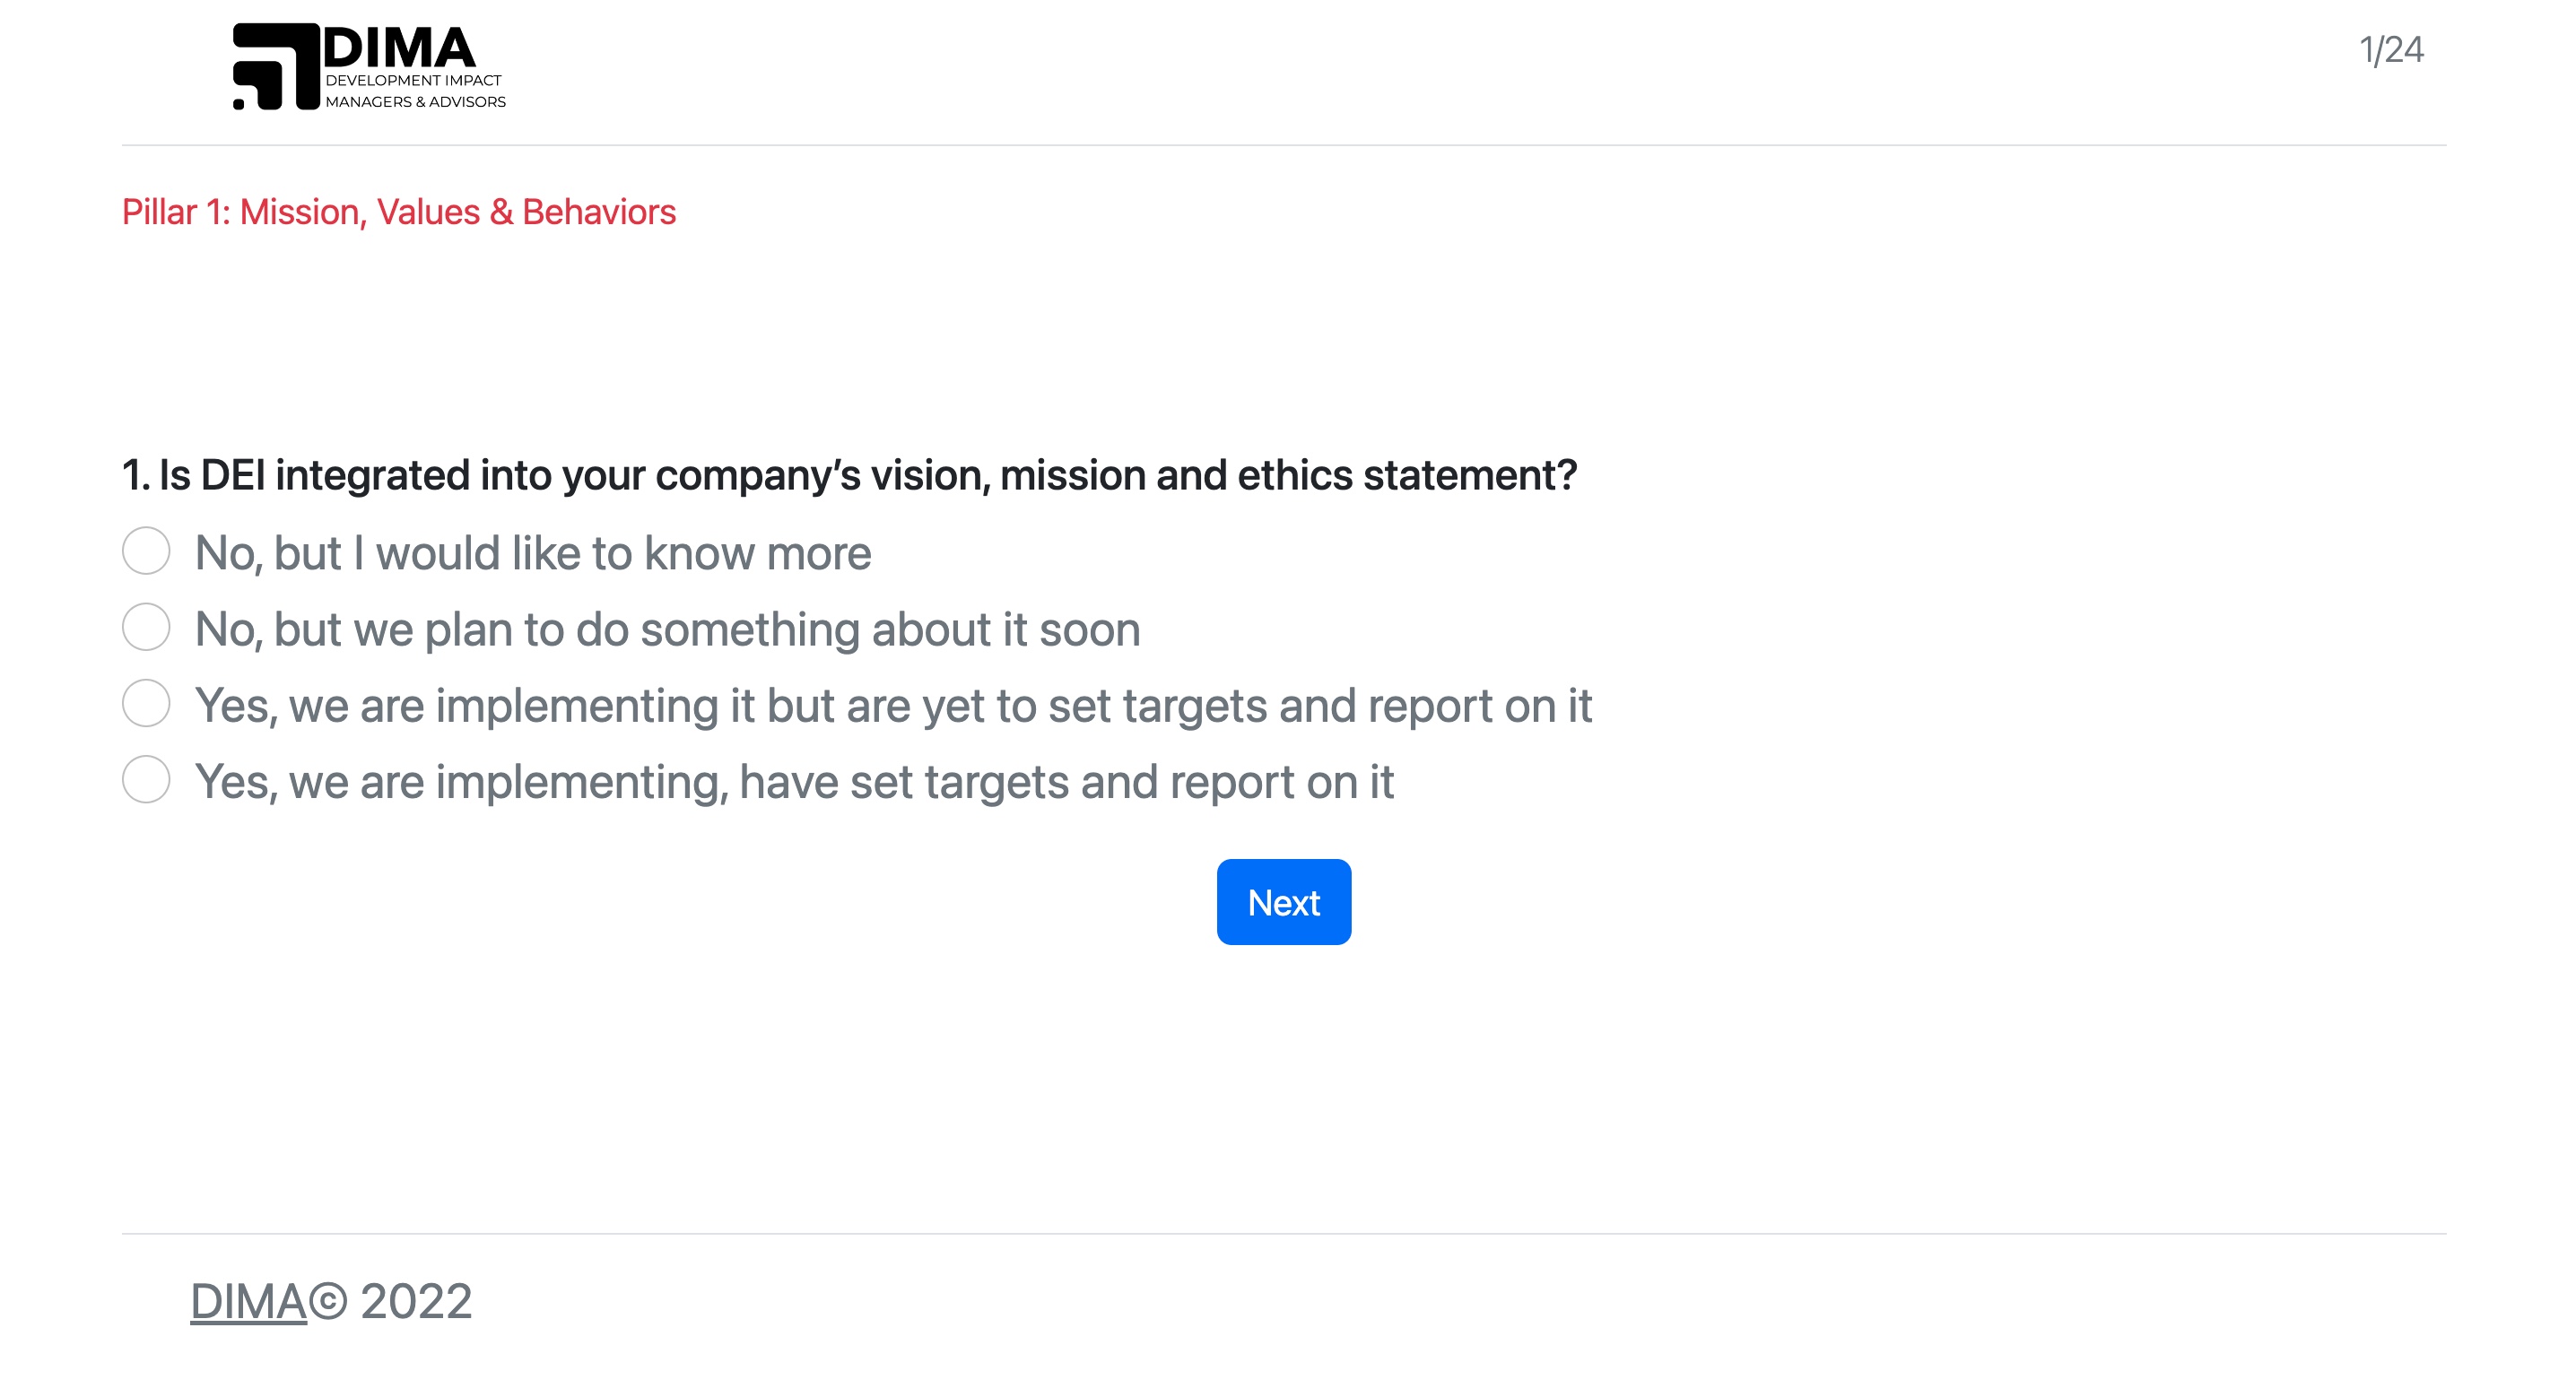 DIMA
DEVELOPMENT IMPACT
MANAGERS & ADVISORS
1/24
Pillar 1: Mission, Values & Behaviors
1. Is DEI integrated into your company’s vision, mission and ethics statement?
No, but I would like to know more
No, but we plan to do something about it soon
Yes, we are implementing it but are yet to set targets and report on it
Yes, we are implementing, have set targets and report on it
Next
DIMA© 2022